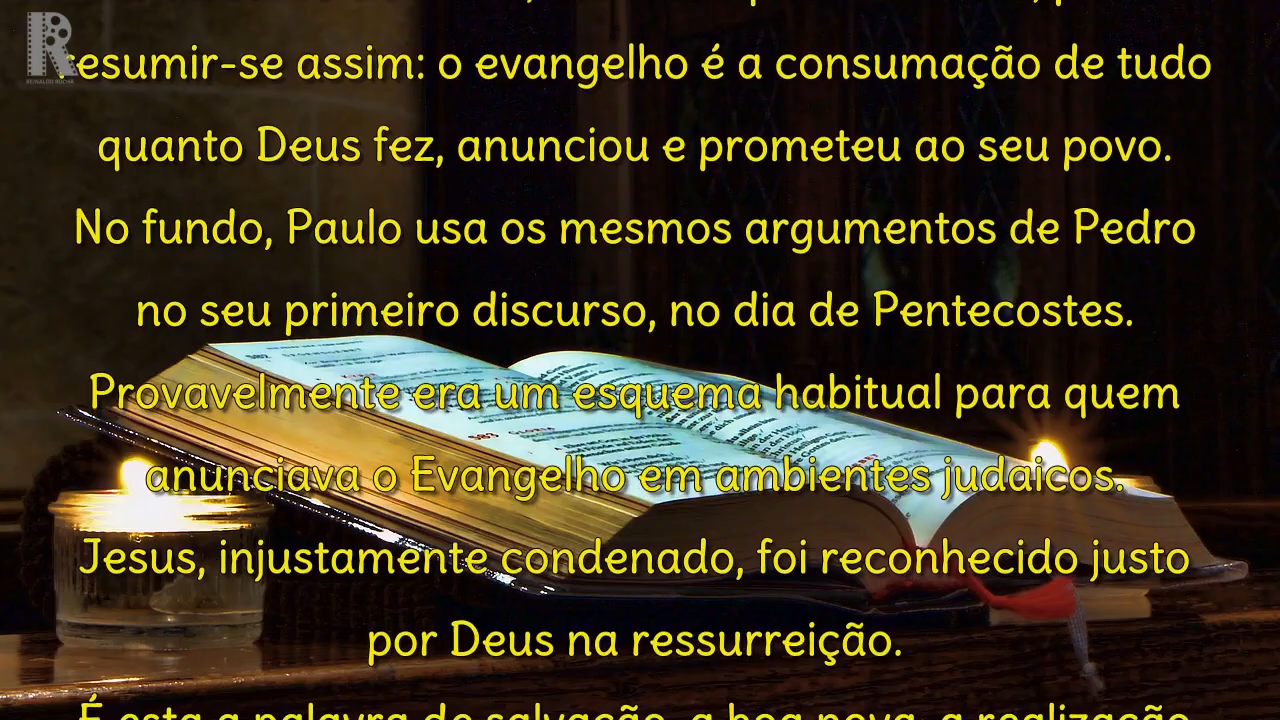 resumir-se assim: o evangelho é a consumação de tudo
quanto Deus fez, anunciou e prometeu ao seu povo.
No fundo, Paulo usa os mesmos argumentos de Pedro
no seu primeiro discurso, no dia de Pentecostes.
Provavelmente era um esquema habitual para quem
anunciava o Evangelho em ambientes judaicos.
Jesus, injustamente condenado, foi reconhecido justo
por Deus na ressurreição.
É esta a palavra de salvação, a boa nova, a realização